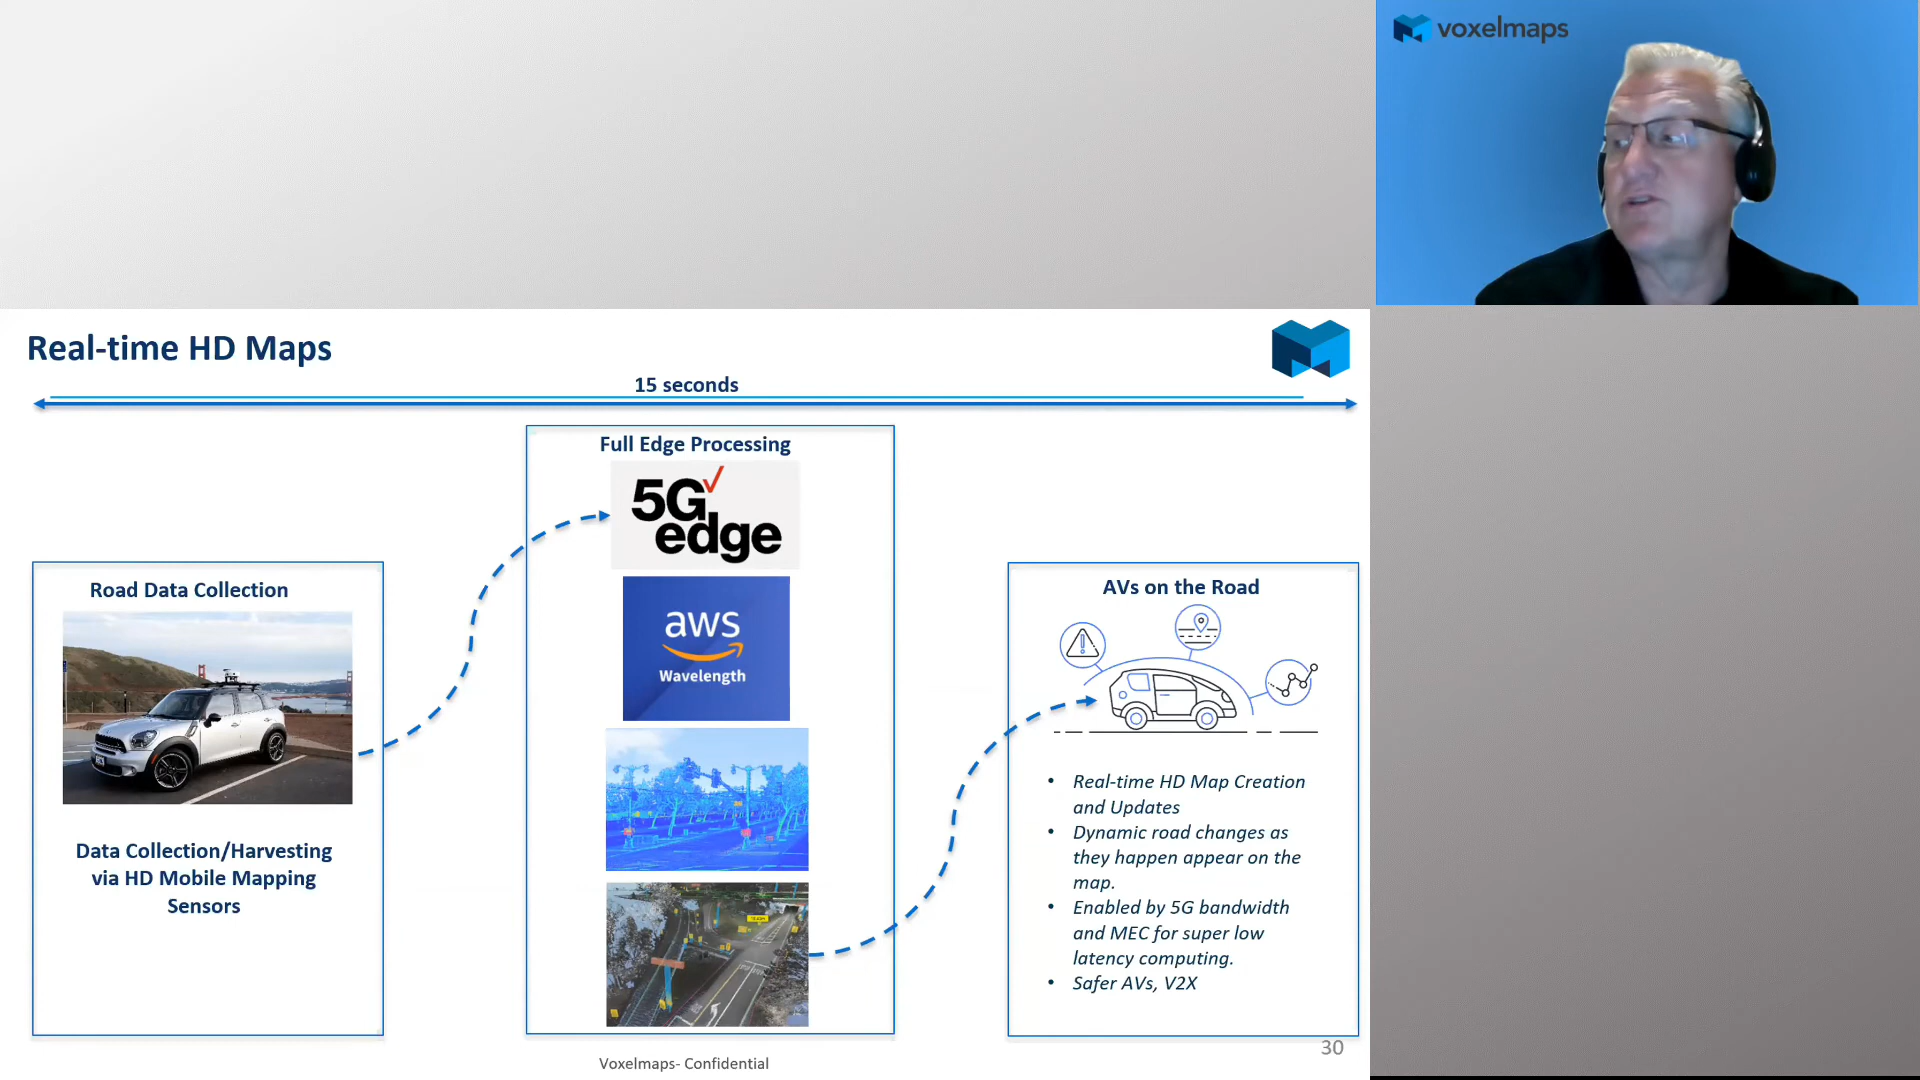 voxelmaps
Real-time HD Maps
15 seconds
Full Edge Processing
5G
edge
aws
Wavelength
Road Data Collection
Data Collection/Harvesting
via HD Mobile Mapping
Sensors
AVs on the Road
• Real-time HD Map Creation
and Updates
• Dynamic road changes as
they happen appear on the
map.
• Enabled by 5G bandwidth
and MEC for super low
latency computing.
• Safer AVs, V2X
Voxelmaps- Confidential
30